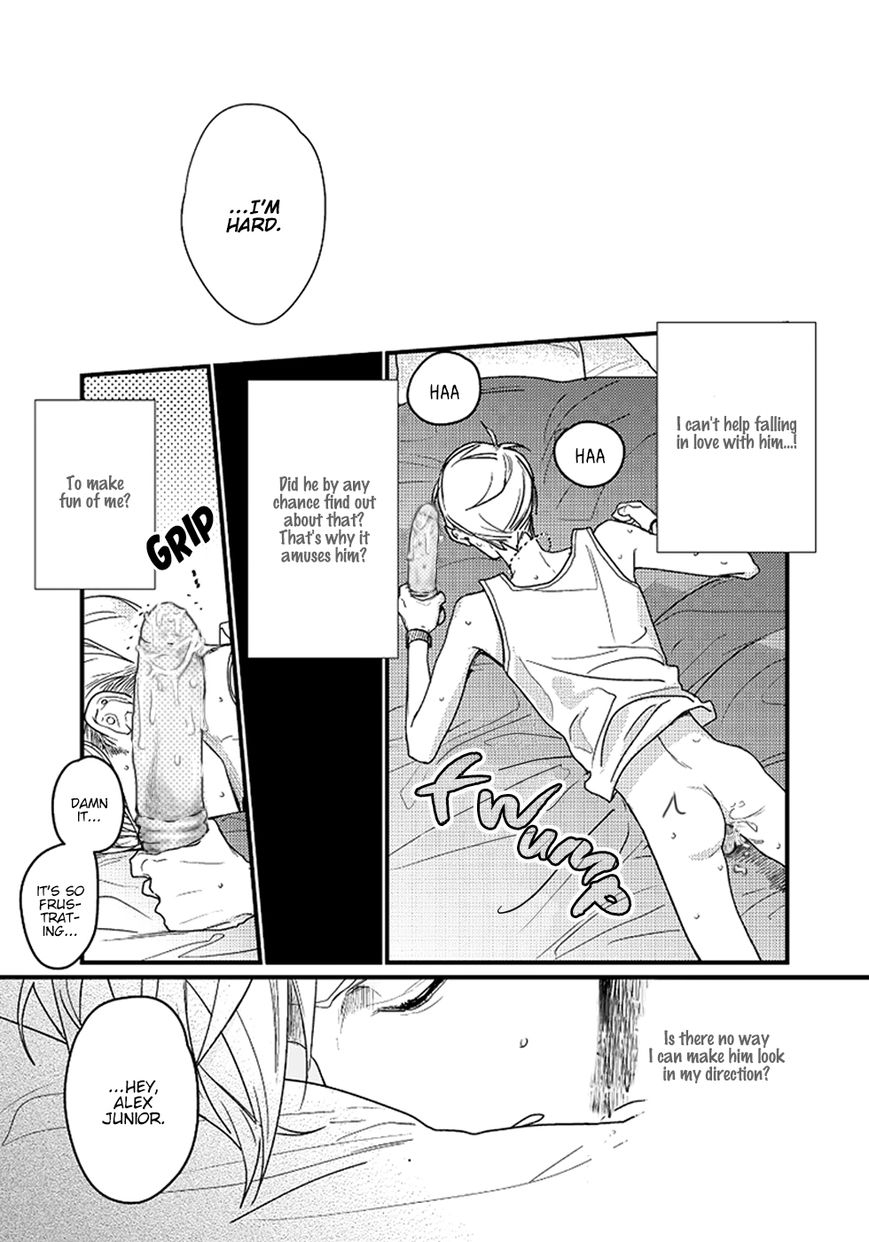 ...I'M
HARD.
I can't help falling
in love with him...!
HAA
HAA
KWUMP
Did he by any
chance find out
about that?
That's why it
amuses him?
To make
fun of me?
GRIP
DAMN
IT...
IT'S SO
FRUS-
TRAT-
ING...
Is there no way
I can make him look
in my direction?
...HEY,
ALEX
JUNIOR.